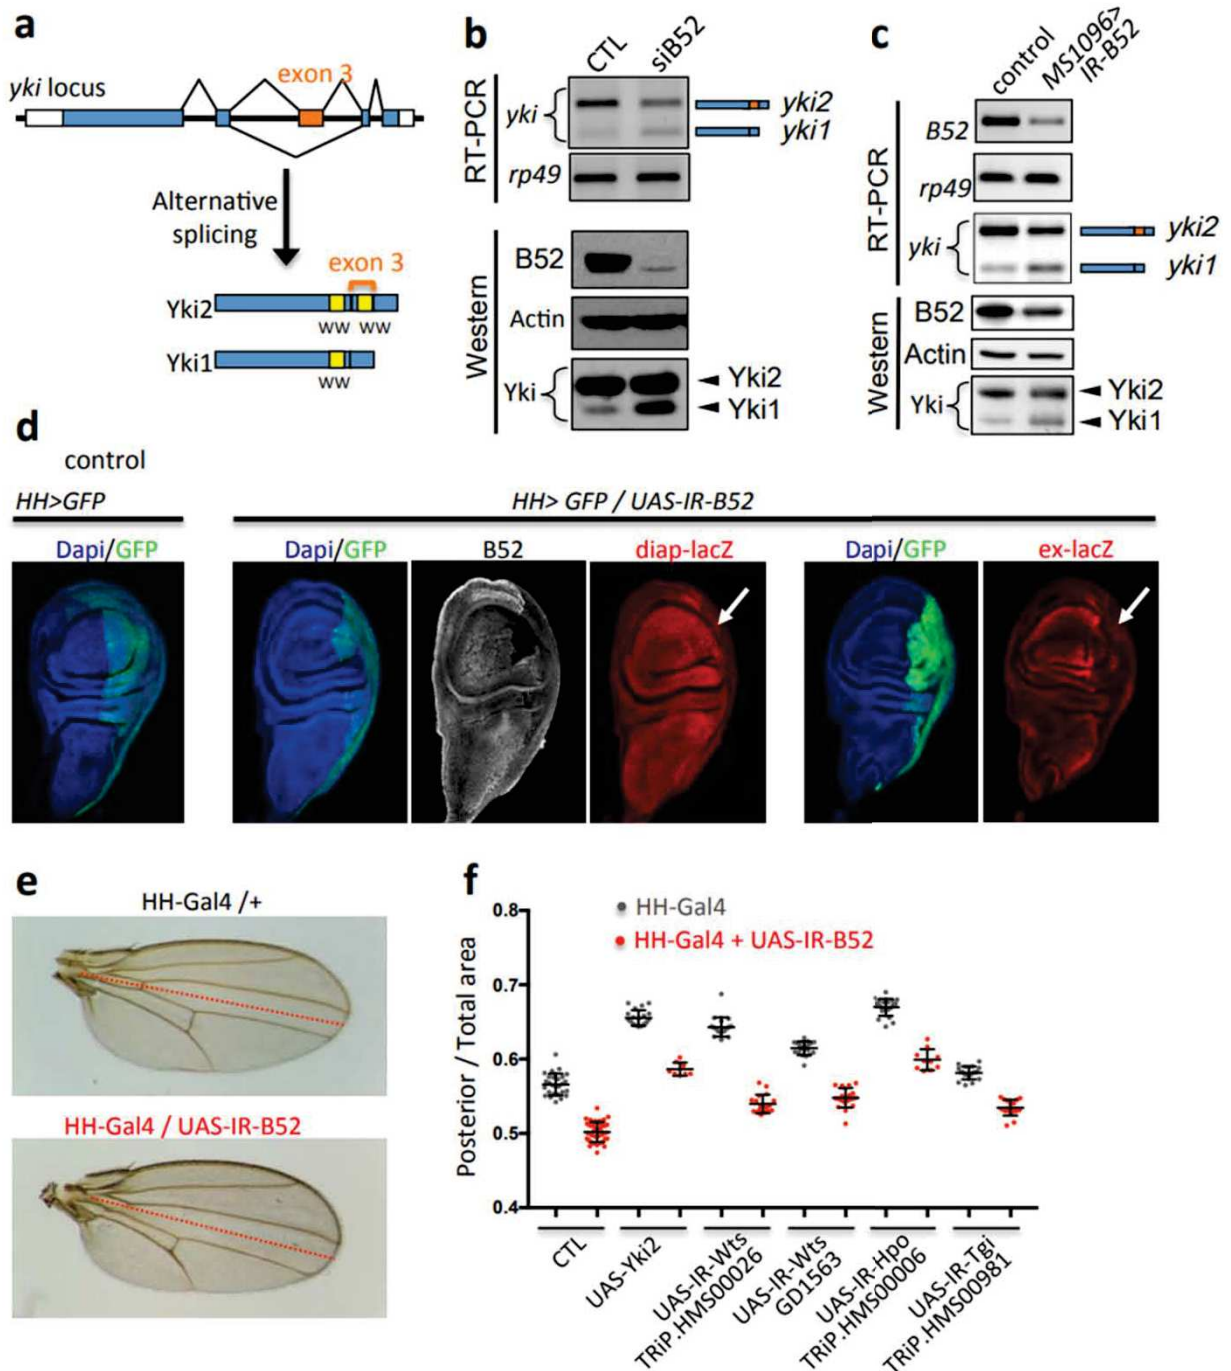 a
yki locus
exon 3
Alternative
splicing
exon 3
Yki2
ww ww
Yki1
ww
b
CTL
siB52
RT-PCR
yki
yki2
yki1
rp49
Western
B52
Actin
Yki
Yki2
Yki1
c
control
MS1096>
IR-B52
RT-PCR
B52
rp49
yki
yki2
yki1
Western
B52
Actin
Yki
Yki2
Yki1
d
control
HH>GFP
HH> GFP / UAS-IR-B52
Dapi/GFP
Dapi/GFP
B52
diap-lacZ
Dapi/GFP
ex-lacZ
e
HH-Gal4 /+
HH-Gal4 / UAS-IR-B52
f
HH-Gal4
HH-Gal4 + UAS-IR-B52
Posterior / Total area
0.8
0.7
0.6
0.5
0.4
CTL
UAS-Yki2
UAS-IR-Wts
TRiP.HMS00026
UAS-IR-Wts
GD1563
UAS-IR-Hpo
TRiP.HMS00006
UAS-IR-Tgi
TRiP.HMS00981